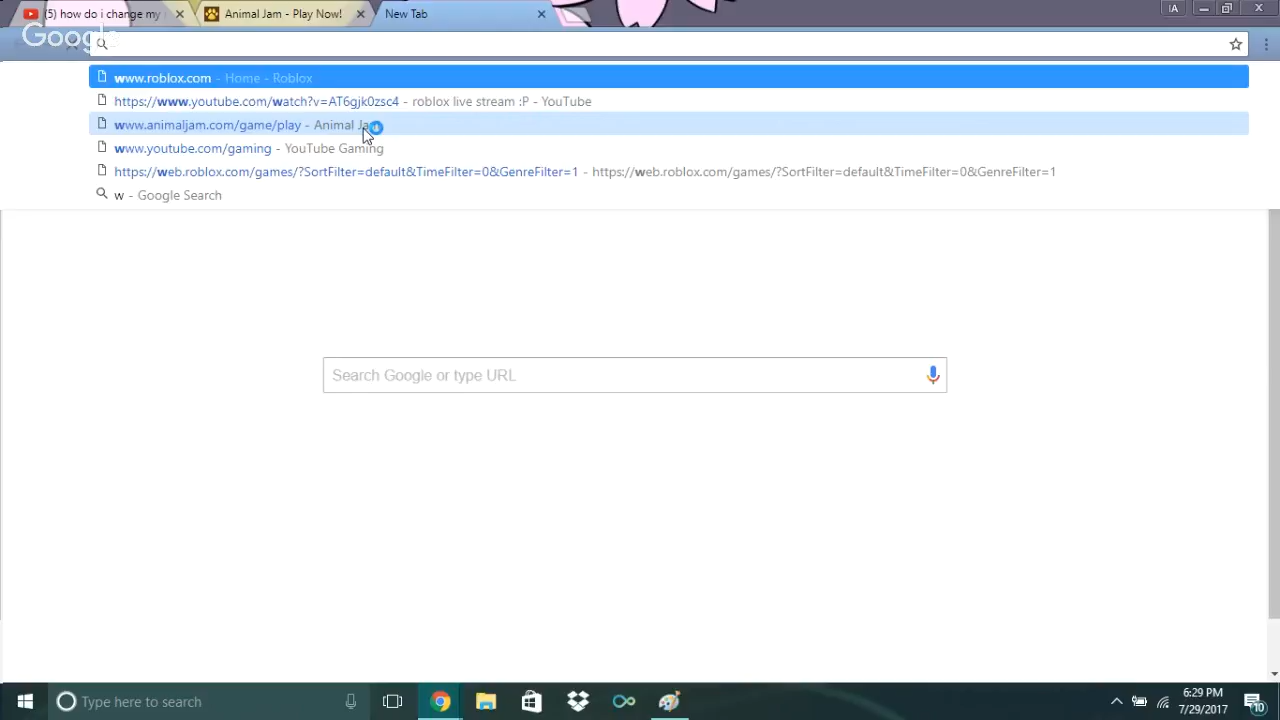 (5) how do i change my
Animal Jam - Play Now!
New Tab
IA
Google
www.roblox.com - Home - Roblox
https://www.youtube.com/watch?v=AT6gjk0zsc4 - roblox live stream :P - YouTube
www.animaljam.com/game/play - Animal Ja
www.youtube.com/gaming - YouTube Gaming
https://web.roblox.com/games/?SortFilter=default&TimeFilter=0&GenreFilter=1 - https://web.roblox.com/games/?SortFilter=default&TimeFilter=0&GenreFilter=1
w - Google Search
Search Google or type URL
Type here to search
6:29 PM
7/29/2017
10